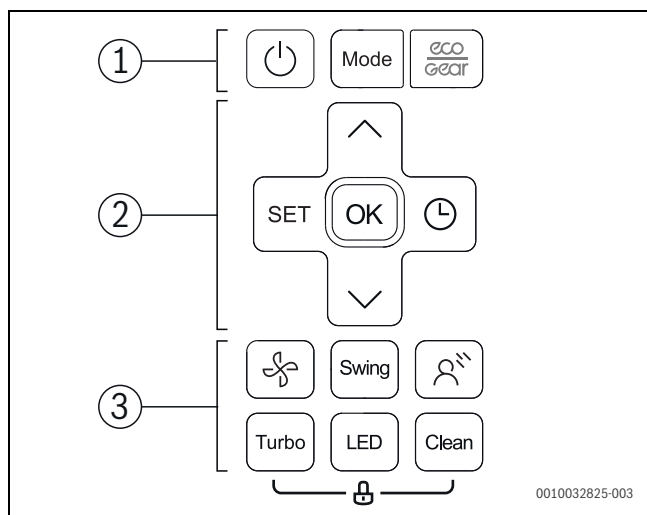 1
Mode
eco
Gear
2
SET
OK
3
Swing
Turbo
LED
Clean
0010032825-003